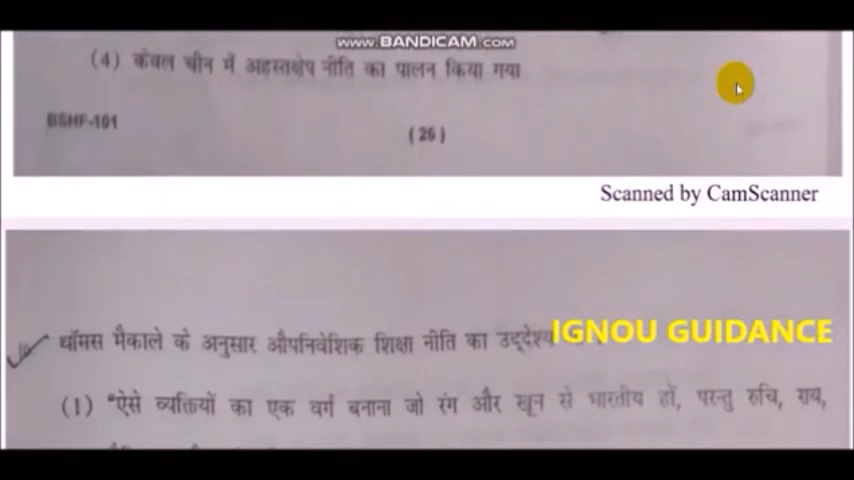 www.BANDICAM.com
(4) केवल चीन में अहस्तक्षेप नीति का पालन किया गया
BSHF-101
(26)
Scanned by CamScanner
थॉमस मैकाले के अनुसार औपनिवेशिक शिक्षा नीति का उद्देश्य
IGNOU GUIDANCE
(1) "ऐसे व्यक्तियों का एक वर्ग बनाना जो रंग और खून से भारतीय हों, परन्तु रुचि, राय,